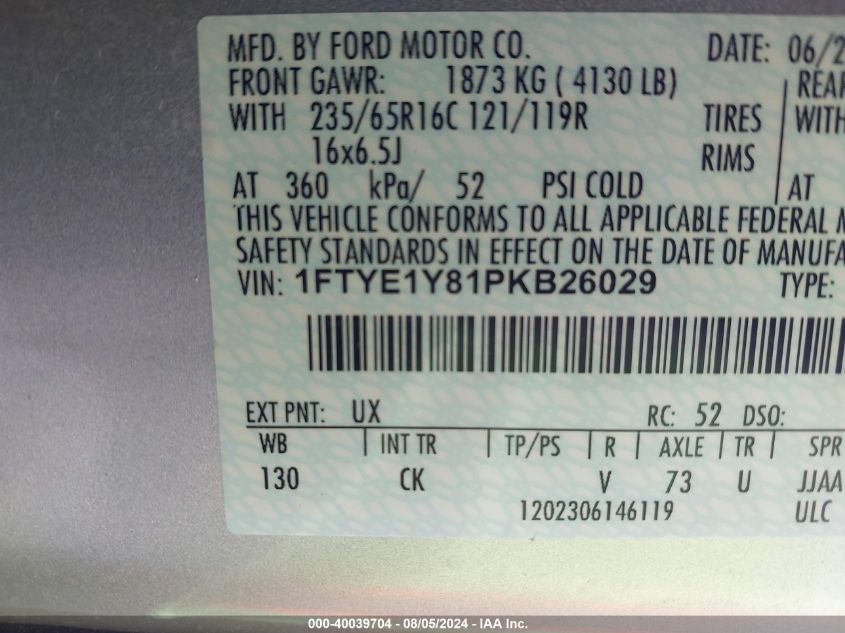 MFD. BY FORD MOTOR CO. DATE: 06/2
FRONT GAWR: 1873 KG ( 4130 LB) REAR
WITH 235/65R16C 121/119R TIRES WITH
16x6.5J RIMS
AT 360 kPa/ 52 PSI COLD AT
THIS VEHICLE CONFORMS TO ALL APPLICABLE FEDERAL M
SAFETY STANDARDS IN EFFECT ON THE DATE OF MANUFA
VIN: 1FTYE1Y81PKB26029 TYPE:
EXT PNT: UX RC: 52 DSO:
WB INT TR TP/PS R AXLE TR SPR
130 CK V 73 U JJAA
1202306146119 ULC
000-40039704 - 08/05/2024 - IAA Inc.